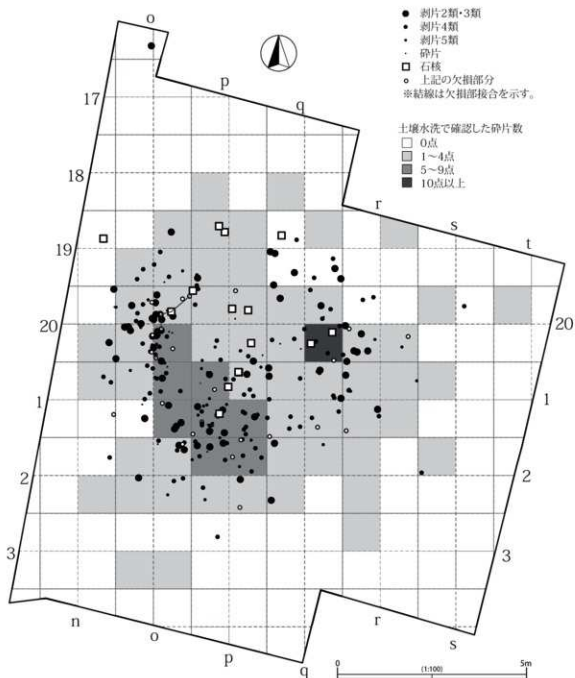 剥片2類・3類
剥片4類
剥片5類
砕片
石核
上記の欠損部分
※結線は欠損部接合を示す。
土壌水洗で確認した砕片数
0点
1〜4点
5〜9点
10点以上
o
p
q
r
s
t
17
18
19
20
1
2
3
20
1
2
3
n
o
p
q
r
s
0
(1:100)
5m